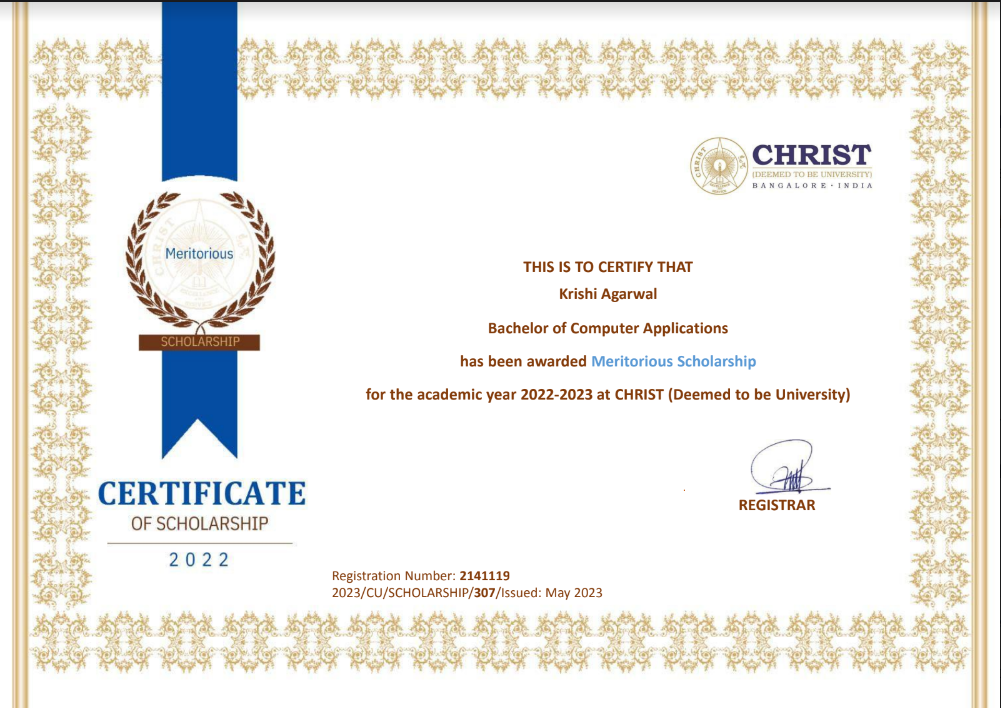 CHRIST
(DEEMED TO BE UNIVERSITY)
BANGALORE · INDIA
Meritorious
SCHOLARSHIP
THIS IS TO CERTIFY THAT
Krishi Agarwal
Bachelor of Computer Applications
has been awarded Meritorious Scholarship
for the academic year 2022-2023 at CHRIST (Deemed to be University)
REGISTRAR
CERTIFICATE
OF SCHOLARSHIP
2022
Registration Number: 2141119
2023/CU/SCHOLARSHIP/307/Issued: May 2023